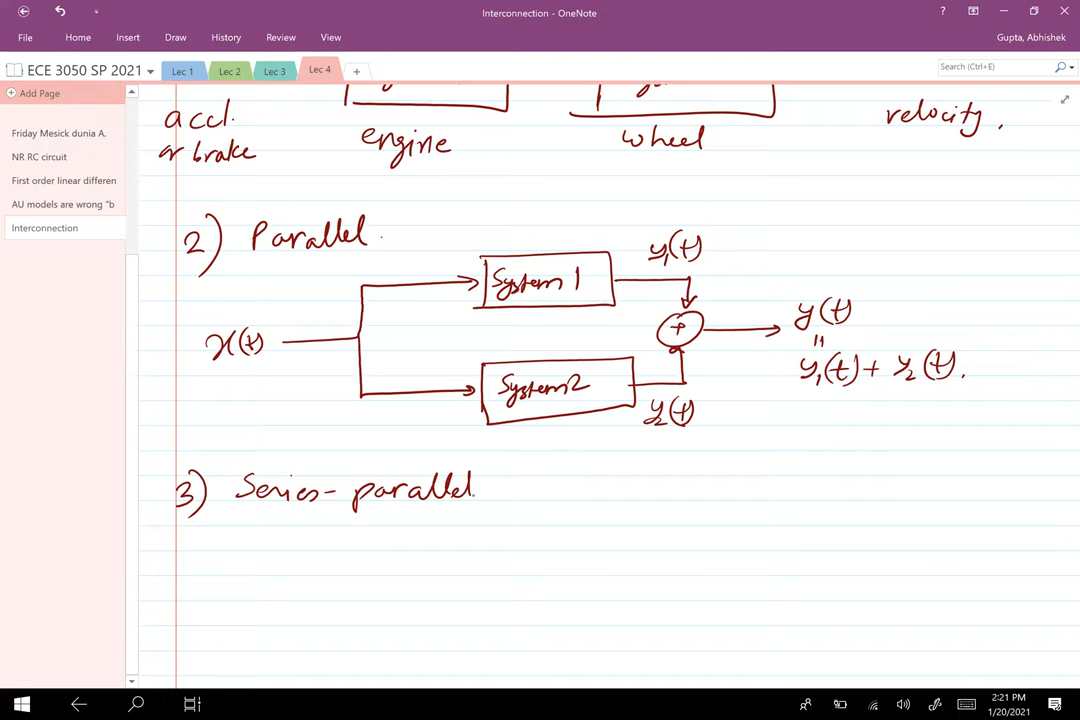 Interconnection - OneNote
?
File Home Insert Draw History Review View
Gupta, Abhishek
ECE 3050 SP 2021
Lec 1 Lec 2 Lec 3 Lec 4 +
Search (Ctrl+E)
Add Page
Friday Mesick dunia A.
NR RC circuit
First order linear differen
AU models are wrong "b
Interconnection
accl.
or brake
engine
wheel
velocity.
2) Parallel.
x(t)
System 1
y₁(t)
+
System 2
y₂(t)
y(t)
=
y₁(t) + y₂(t).
3) Series-parallel.
2:21 PM
1/20/2021